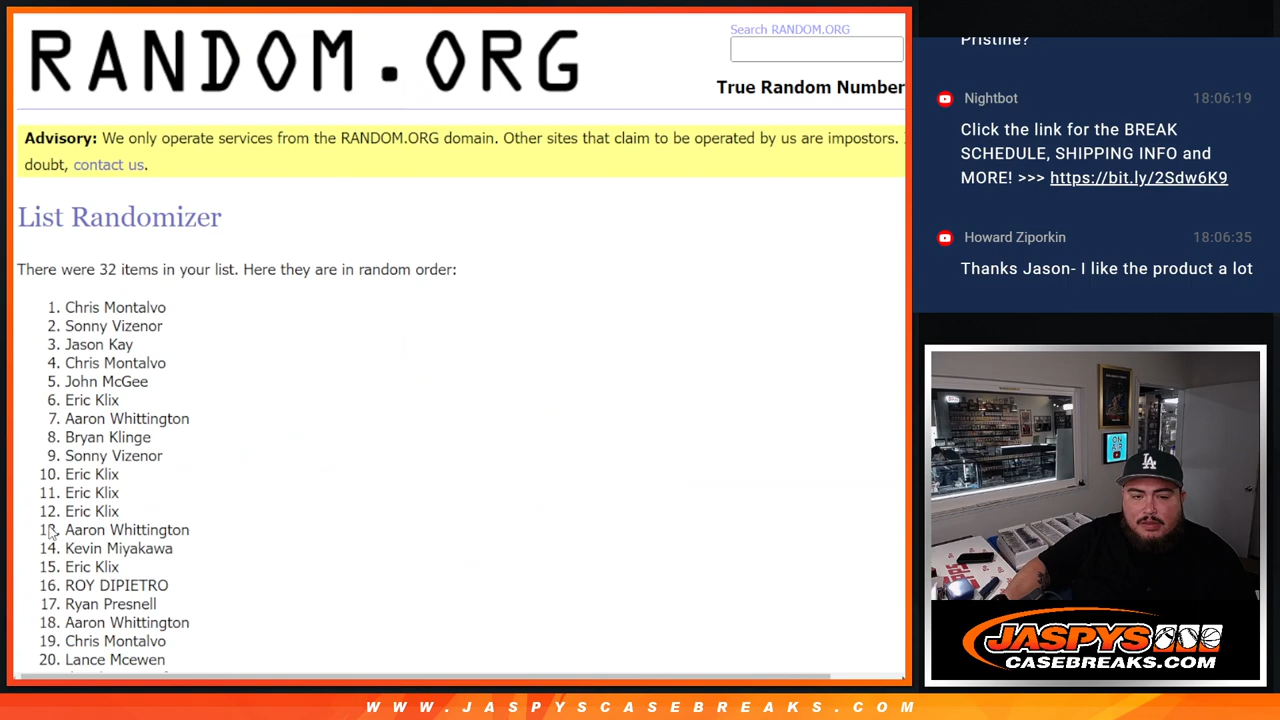 RANDOM.ORG
Search RANDOM.ORG
True Random Number
Advisory: We only operate services from the RANDOM.ORG domain. Other sites that claim to be operated by us are impostors.
doubt, contact us.
List Randomizer
There were 32 items in your list. Here they are in random order:
1. Chris Montalvo
2. Sonny Vizenor
3. Jason Kay
4. Chris Montalvo
5. John McGee
6. Eric Klix
7. Aaron Whittington
8. Bryan Klinge
9. Sonny Vizenor
10. Eric Klix
11. Eric Klix
12. Eric Klix
13. Aaron Whittington
14. Kevin Miyakawa
15. Eric Klix
16. ROY DIPIETRO
17. Ryan Presnell
18. Aaron Whittington
19. Chris Montalvo
20. Lance Mcewen
Pristine?
Nightbot 18:06:19
Click the link for the BREAK
SCHEDULE, SHIPPING INFO and
MORE! >>> https://bit.ly/2Sdw6K9
Howard Ziporkin 18:06:35
Thanks Jason- I like the product a lot
ON
AIR
LA
JASPYS
CASEBREAKS.COM
WWW.JASPYSCASEBREAKS.COM